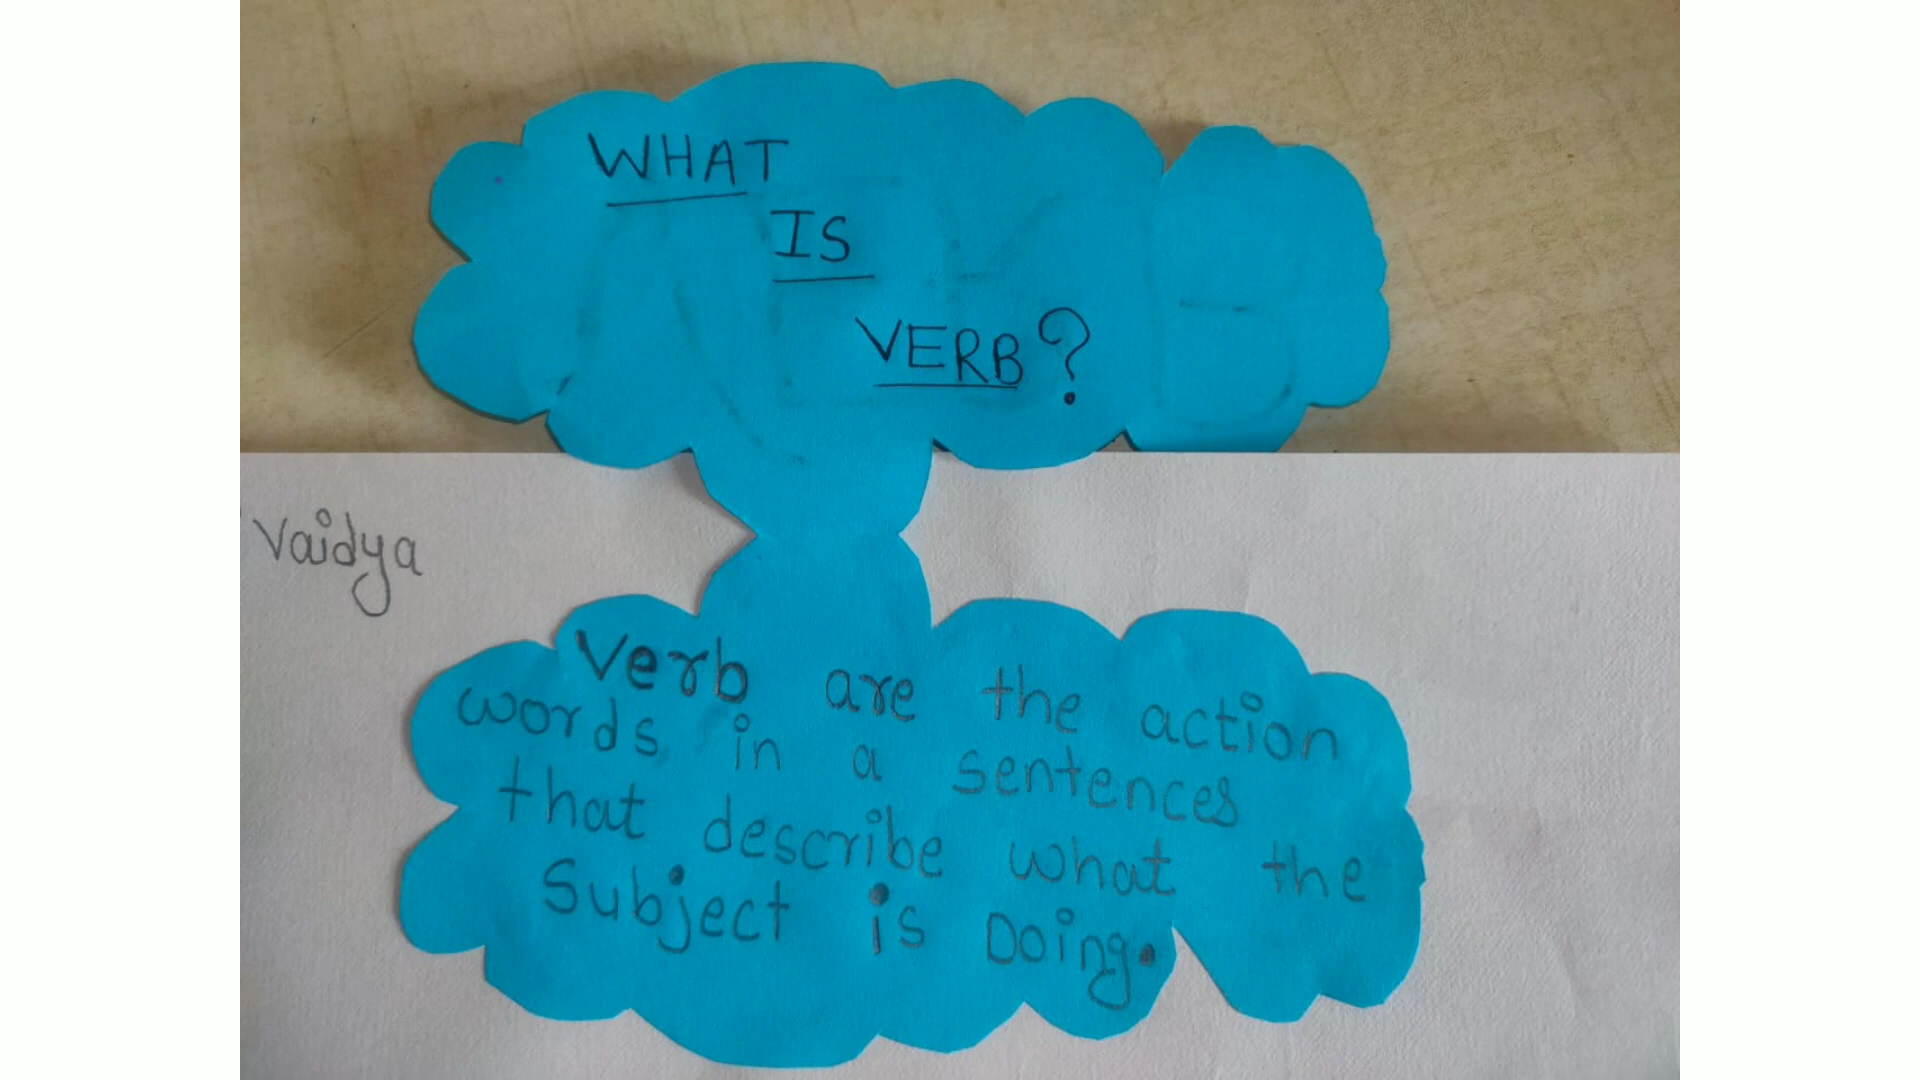 WHAT
IS
VERB?
Vaidya
Verb are the action
words in a sentences
that describe what the
Subject is Doing.